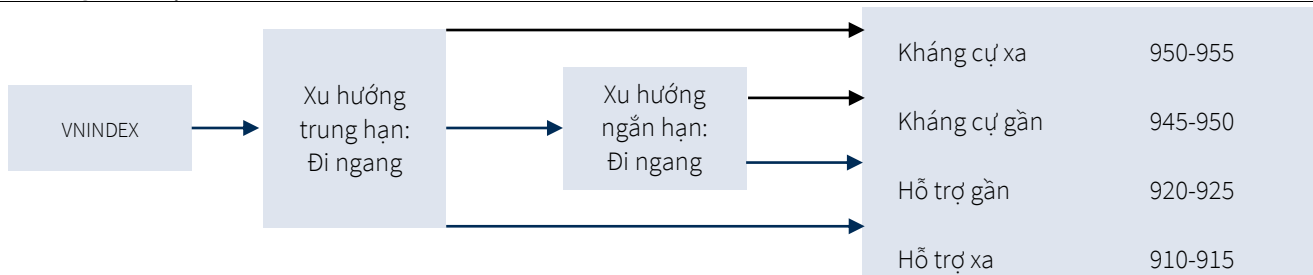 VNINDEX
Xu hướng
trung hạn:
Đi ngang
Xu hướng
ngắn hạn:
Đi ngang
Kháng cự xa 950-955
Kháng cự gần 945-950
Hỗ trợ gần 920-925
Hỗ trợ xa 910-915